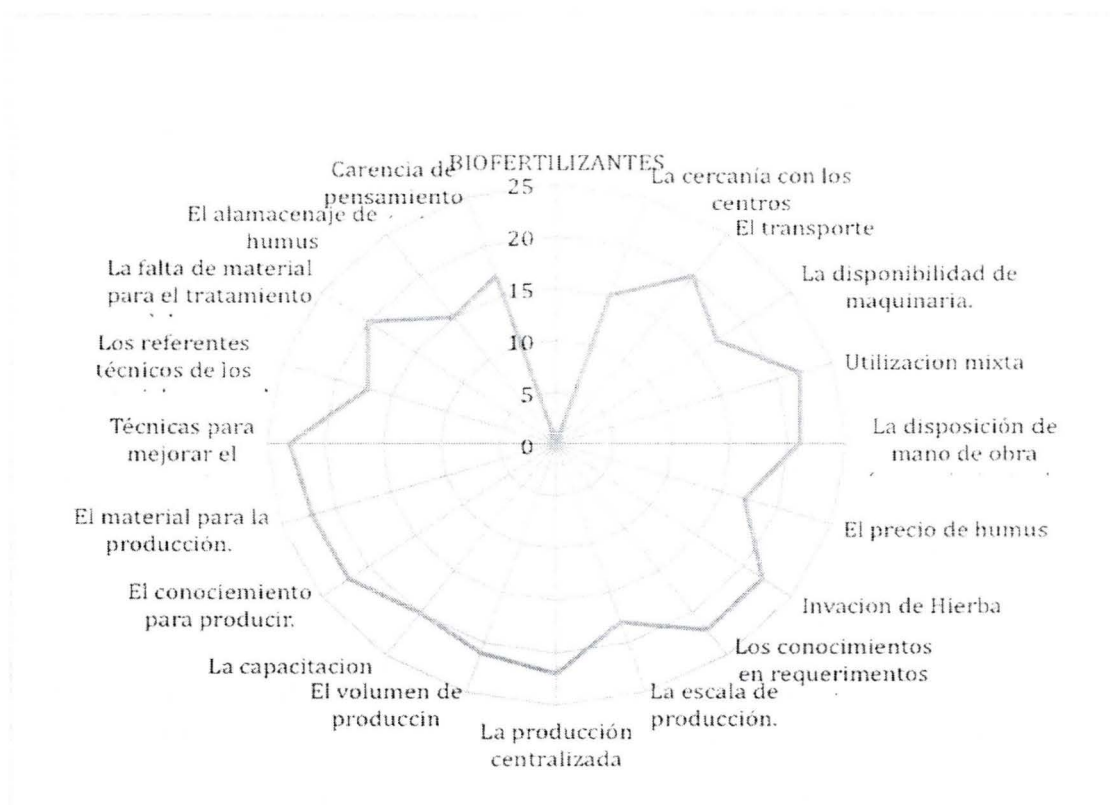 BIOFERTILIZANTES
25
20
15
10
5
0
La cercanía con los
centros
El transporte
La disponibilidad de
maquinaria.
Utilizacion mixta
La disposición de
mano de obra
El precio de humus
Invacion de Hierba
Los conocimientos
en requerimentos
La escala de
producción.
La producción
centralizada
El volumen de
produccin
La capacitacion
El conociemiento
para producir.
El material para la
producción.
Técnicas para
mejorar el
Los referentes
técnicos de los
La falta de material
para el tratamiento
El alamacenaje de
humus
Carencia de
pensamiento